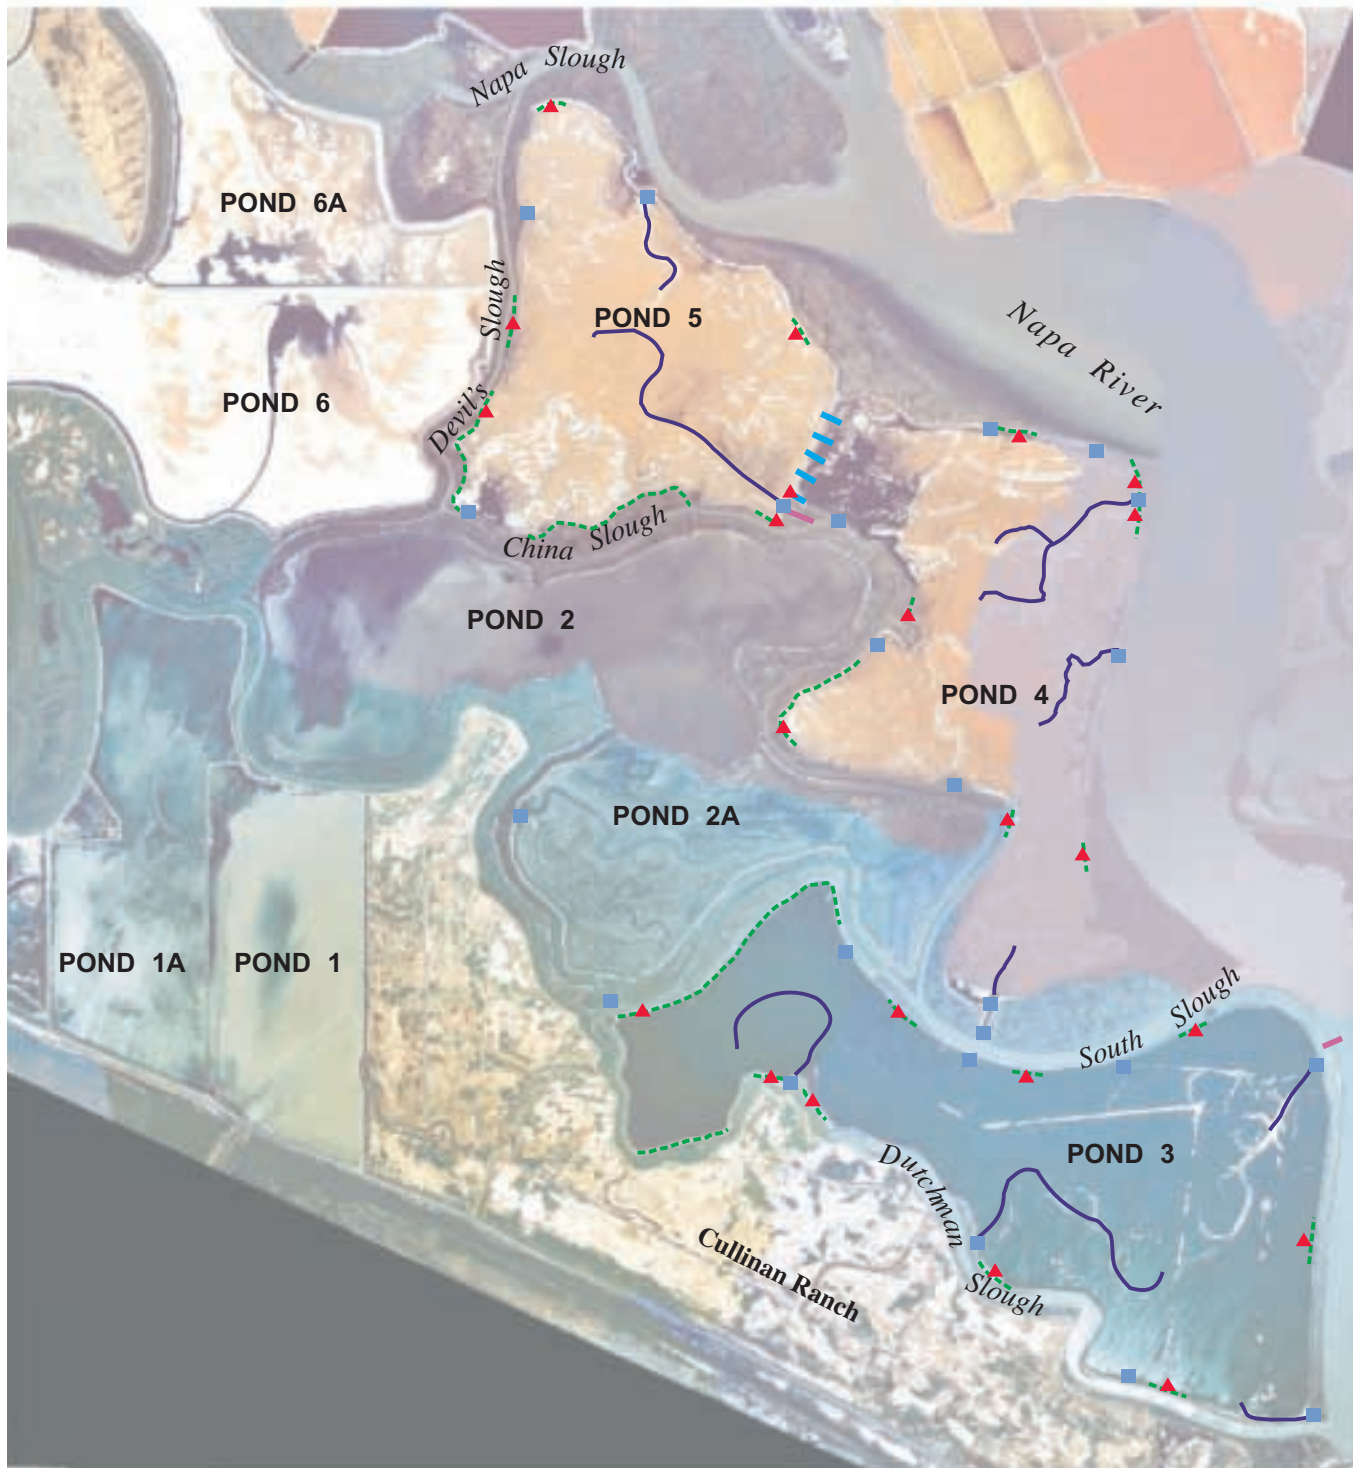 Napa Slough
POND 6A
Devil's Slough
POND 5
Napa River
POND 6
China Slough
POND 2
POND 4
POND 2A
POND 1A
POND 1
South Slough
POND 3
Dutchman Slough
Cullinan Ranch